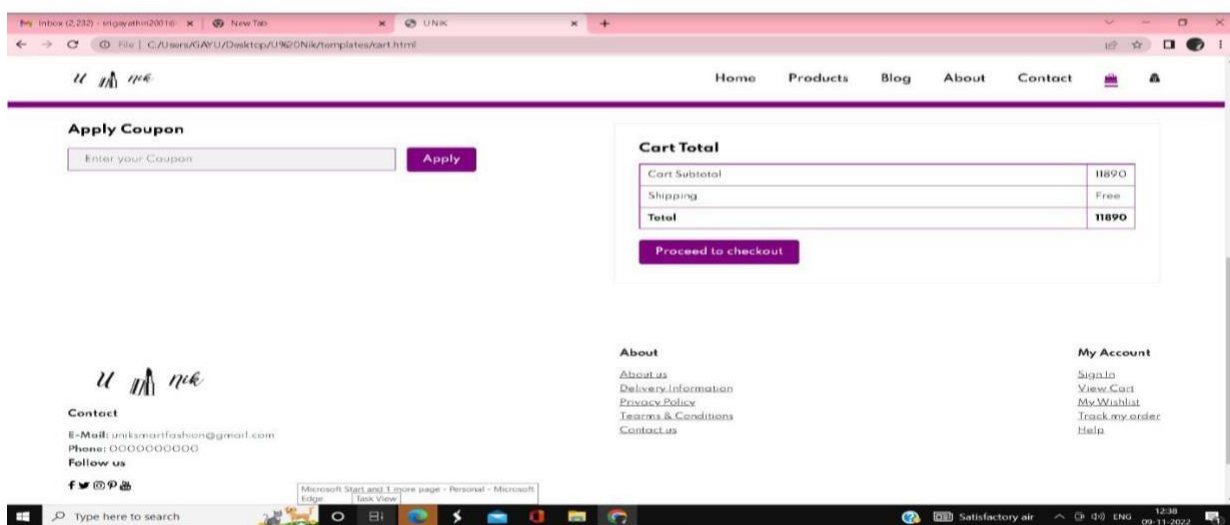 Inbox (2,232) - srigayathiri20016
New Tab
UNIK
File | C:/Users/GAYU/Desktop/U%20Nik/templates/cart.html
u nik
Home Products Blog About Contact
Apply Coupon
Enter your Coupon
Apply
Cart Total
Cart Subtotal 11890
Shipping Free
Total 11890
Proceed to checkout
u nik
Contact
E-Mail: uniksmartfashion@gmail.com
Phone: 0000000000
Follow us
About
About us
Delivery Information
Privacy Policy
Tearms & Conditions
Contact us
My Account
Sign In
View Cart
My Wishlist
Track my order
Help
Microsoft Start and 1 more page - Personal - Microsoft
Edge
Task View
Type here to search
Satisfactory air
ENG
12:38
09-11-2022